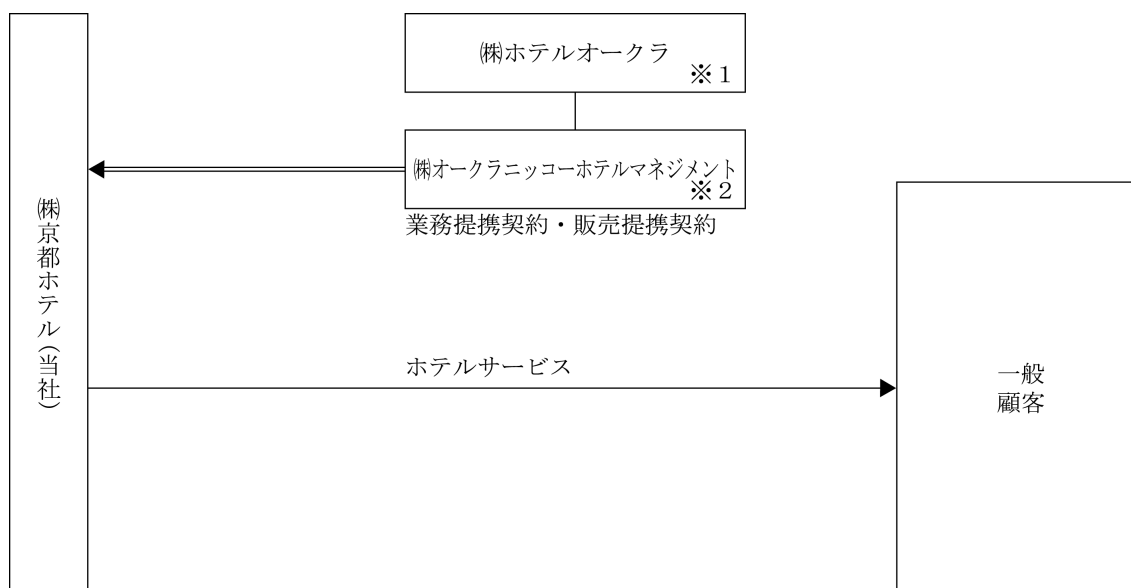 ㈱ホテルオークラ
※1
㈱オークラニッコーホテルマネジメント
※2
業務提携契約・販売提携契約
㈱京都ホテル(当社)
ホテルサービス
一般
顧客